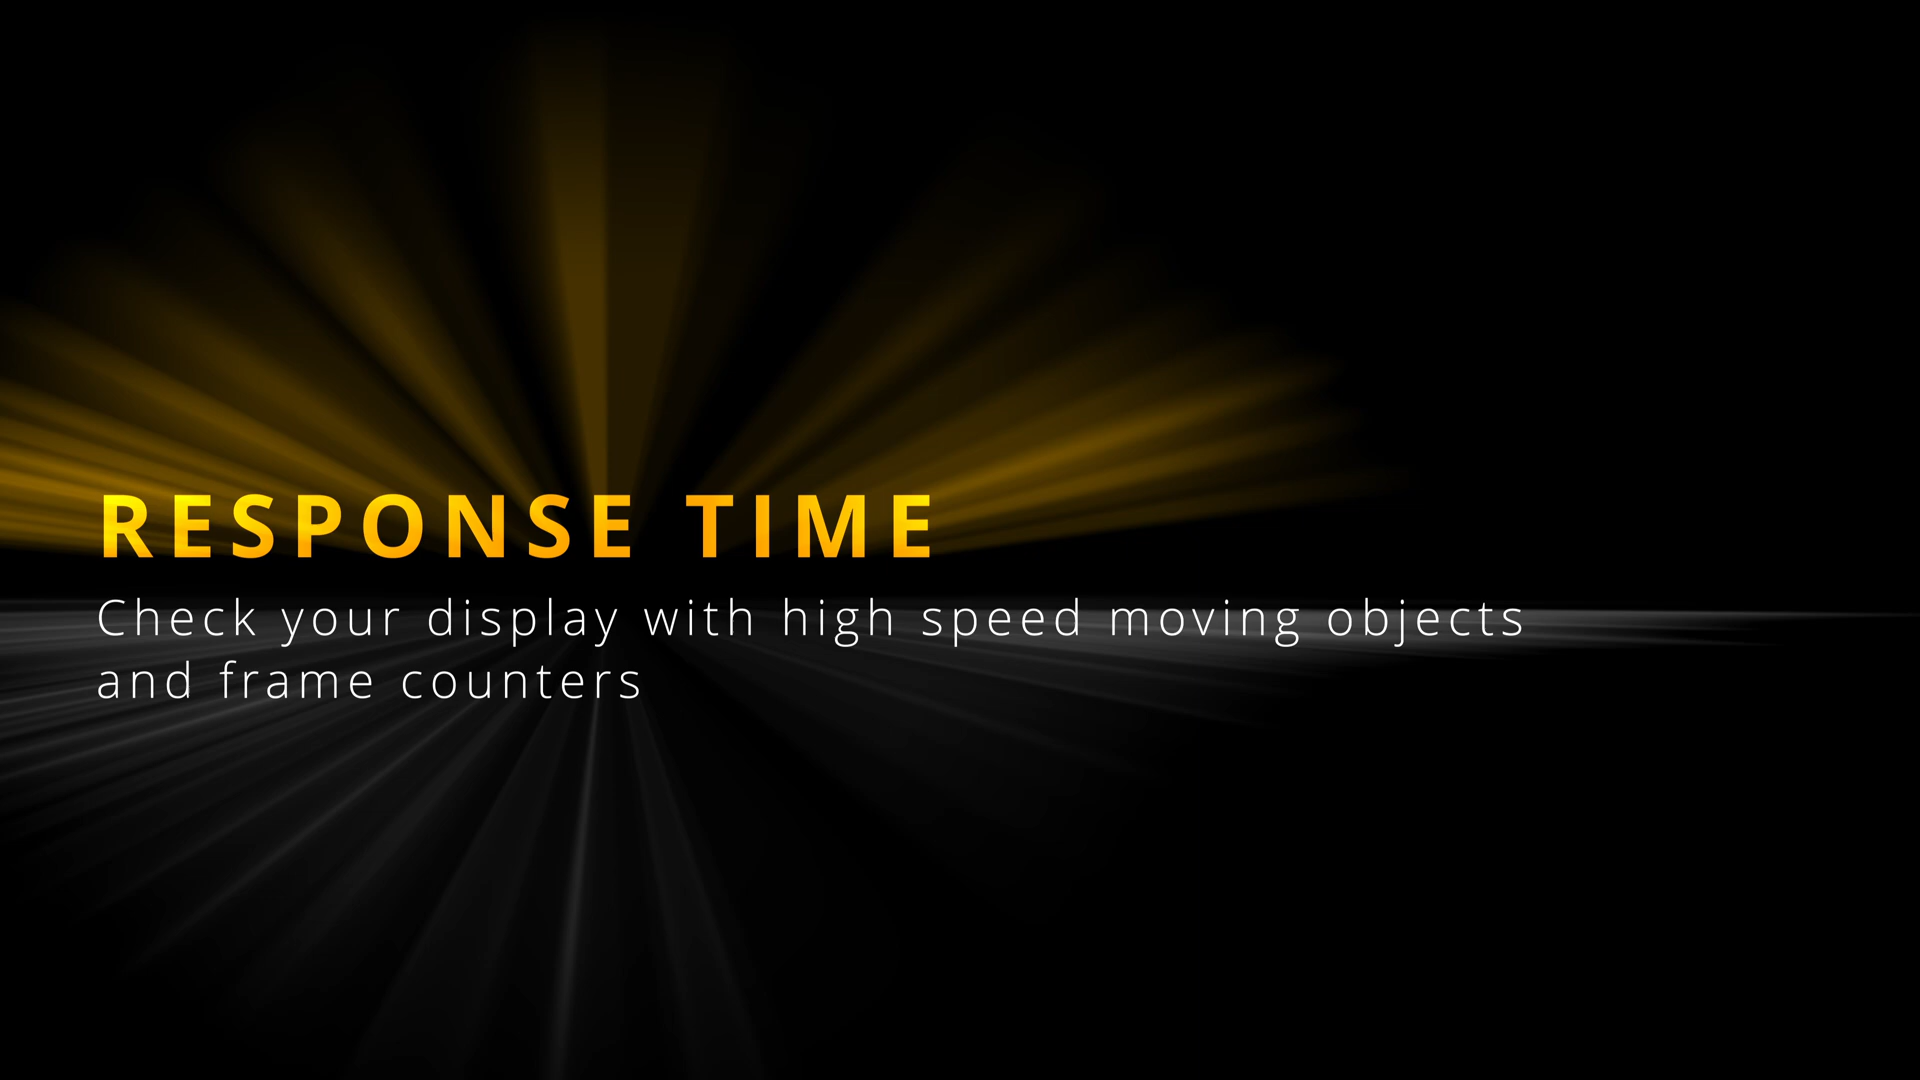 RESPONSE TIME
Check your display with high speed moving objects
and frame counters